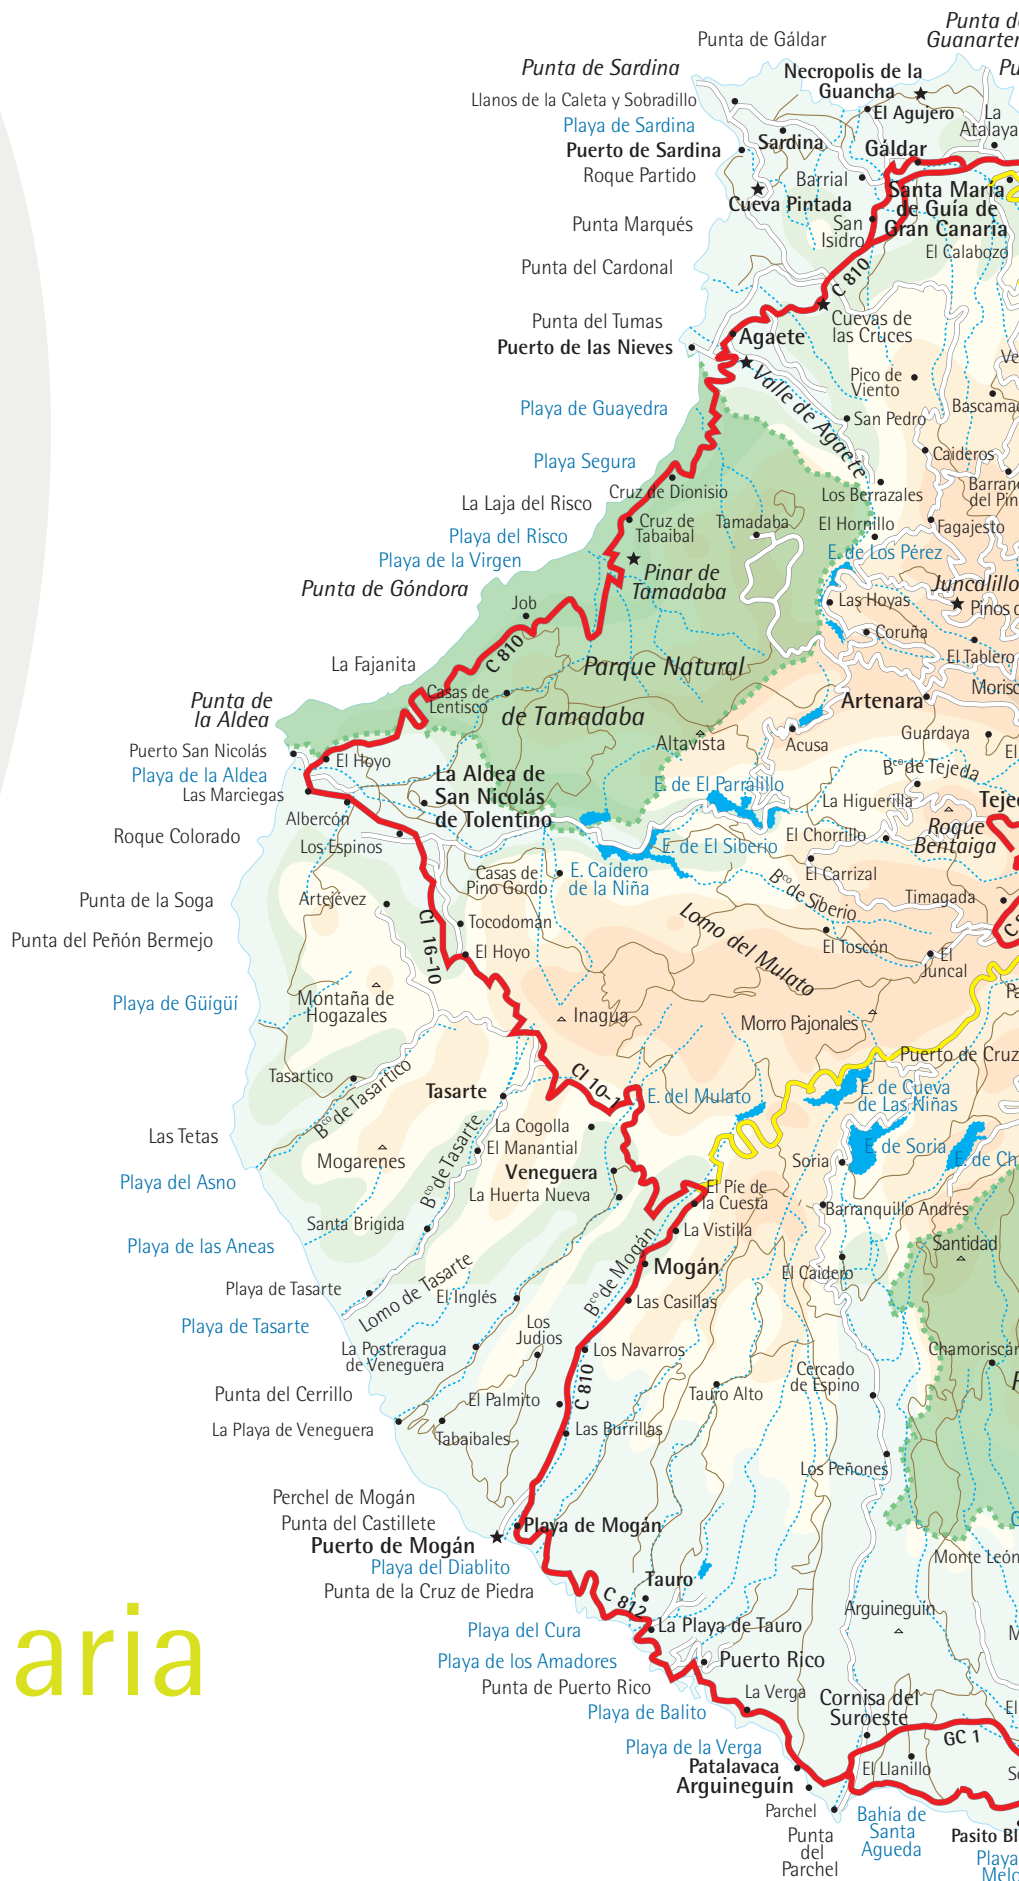 Punta de Gáldar
Guanarter
Punta de Sardina
Necropolis de la
Guancha
Llanos de la Caleta y Sobradillo
El Agujero
La
Atalaya
Playa de Sardina
Sardina
Puerto de Sardina
Gáldar
Roque Partido
Barrial
Santa María
de Guía de
Gran Canaria
Cueva Pintada
San
Isidro
Punta Marqués
El Calabozo
Punta del Cardonal
C 810
Punta del Tumas
Cuevas de
las Cruces
Puerto de las Nieves
Agaete
Valle de Agaete
Pico de
Viento
Playa de Guayedra
San Pedro
Caideros
Playa Segura
Cruz de Dionisio
Los Berrazales
La Laja del Risco
Cruz de
Tabaibal
Tamadaba
El Hornillo
Fagajesto
Playa del Risco
E. de Los Pérez
Playa de la Virgen
Pinar de
Tamadaba
Juncalillo
Punta de Góndora
Las Hoyas
Job
Coruña
C 810
El Tablero
La Fajanita
Parque Natural
de Tamadaba
Casas de
Lentisco
Artenara
Punta de
la Aldea
Altavista
Acusa
Guardaya
Puerto San Nicolás
El Hoyo
Playa de la Aldea
Las Marciegas
La Aldea de
San Nicolás
de Tolentino
Bco de Tejeda
E. de El Parralillo
La Higuerilla
Albercón
Roque
Bentaiga
Roque Colorado
El Chorrillo
Los Espinos
E. de El Siberio
E. Caidero
de la Niña
Casas de
Pino Gordo
El Carrizal
Bco de Siberio
Timagada
Punta de la Soga
Artejévez
Lomo del Mulato
Tocodomán
Punta del Peñón Bermejo
El Toscón
CI 16-10
El Hoyo
El
Juncal
Playa de Güigüí
Montaña de
Hogazales
Inagua
Morro Pajonales
Puerto de Cruz
Tasartico
Bco de Tasartico
Tasarte
CI 10-1
E. del Mulato
E. de Cueva
de Las Niñas
Las Tetas
La Cogolla
El Manantial
E. de Soria
Mogarenes
Bco de Tasarte
Veneguera
Soria
Playa del Asno
La Huerta Nueva
El Pie de
la Cuesta
Barranquillo Andrés
Santa Brigida
La Vistilla
Santidad
Playa de las Aneas
Bco de Mogán
Mogán
El Caidero
Playa de Tasarte
Lomo de Tasarte
El Inglés
Las Casillas
Playa de Tasarte
Los
Judios
La Postreragua
de Veneguera
Los Navarros
Cercado
de Espino
Punta del Cerrillo
C 810
El Palmito
Tauro Alto
La Playa de Veneguera
Tabaibales
Las Burrillas
Los Peñones
Perchel de Mogán
Punta del Castillete
Playa de Mogán
Puerto de Mogán
Playa del Diablito
Monte León
Punta de la Cruz de Piedra
Tauro
C 812
Arguineguin
Playa del Cura
La Playa de Tauro
aria
Playa de los Amadores
Puerto Rico
Punta de Puerto Rico
La Verga
Cornisa del
Suroeste
Playa de Balito
GC 1
Playa de la Verga
Patalavaca
El Llanillo
Arguineguín
Parchel
Bahía de
Santa
Agueda
Punta
del
Parchel
Pasito Bl
Playa
Melo